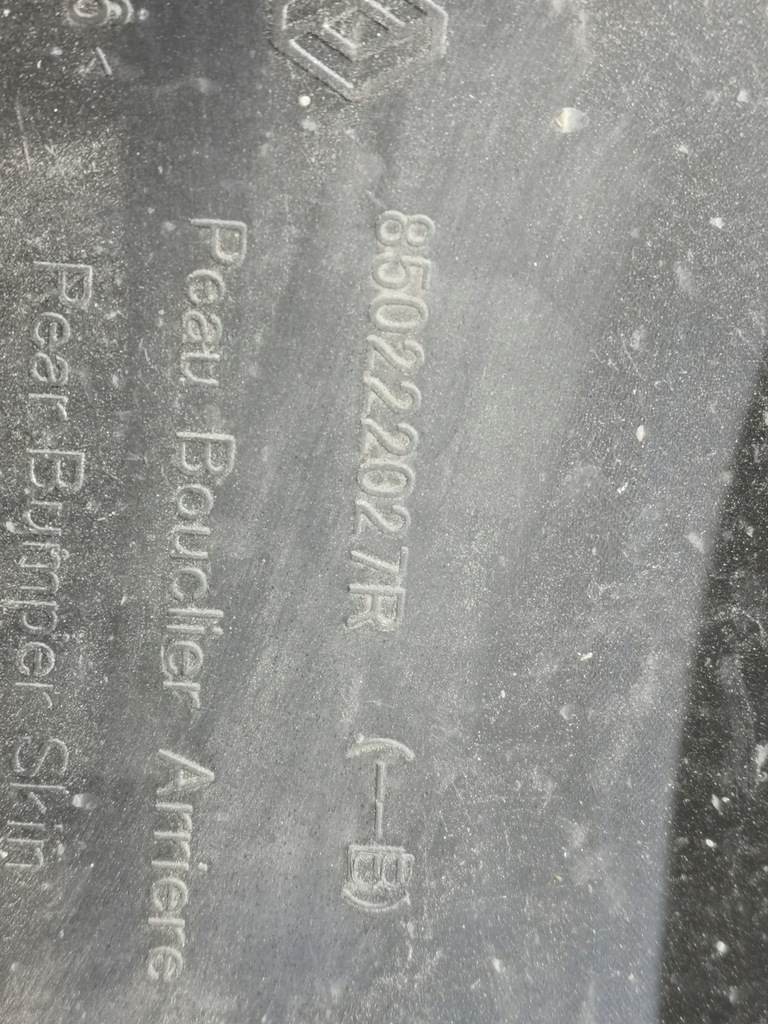 850222027R (--B)
Peau Bouclier Arriere
Rear Bumper Skin